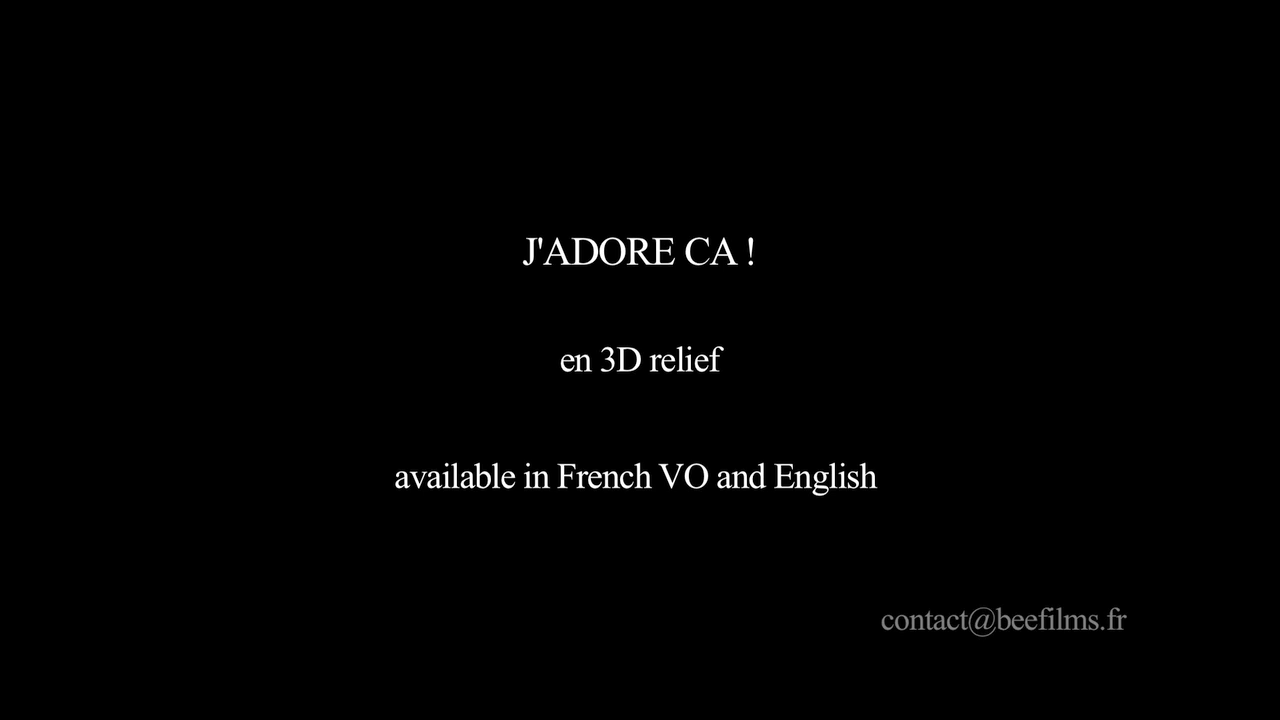 J'ADORE CA !
en 3D relief
available in French VO and English
contact@beefilms.fr